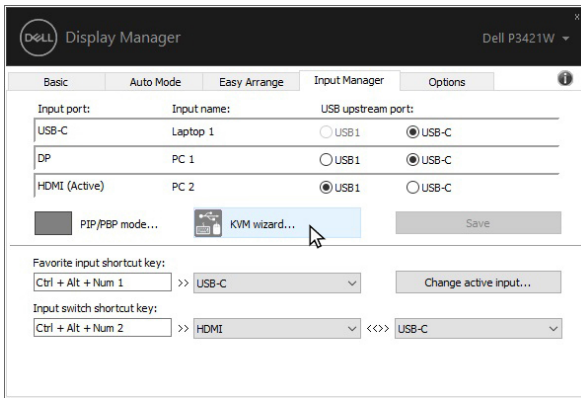 x
DELL Display Manager Dell P3421W
Basic Auto Mode Easy Arrange Input Manager Options i
Input port: Input name: USB upstream port:
USB-C Laptop 1 USB1 USB-C
DP PC 1 USB1 USB-C
HDMI (Active) PC 2 USB1 USB-C
PIP/PBP mode... KVM wizard... Save
Favorite input shortcut key:
Ctrl + Alt + Num 1 >> USB-C Change active input...
Input switch shortcut key:
Ctrl + Alt + Num 2 >> HDMI <<>> USB-C